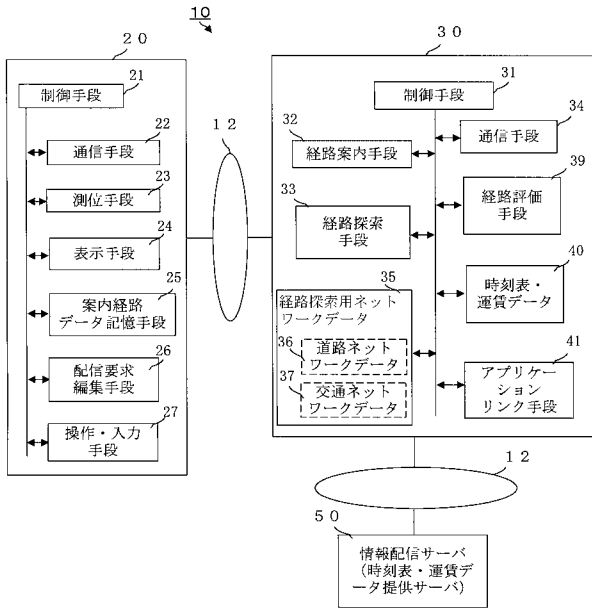 10
20
21
制御手段
22
通信手段
23
測位手段
24
表示手段
25
案内経路
データ記憶手段
26
配信要求
編集手段
27
操作・入力
手段
12
30
31
制御手段
32
経路案内手段
33
経路探索
手段
34
通信手段
39
経路評価
手段
35
経路探索用ネット
ワークデータ
36
道路ネット
ワークデータ
37
交通ネット
ワークデータ
40
時刻表・
運賃データ
41
アプリケー
ション
リンク手段
12
50
情報配信サーバ
(時刻表・運賃デー
タ提供サーバ)